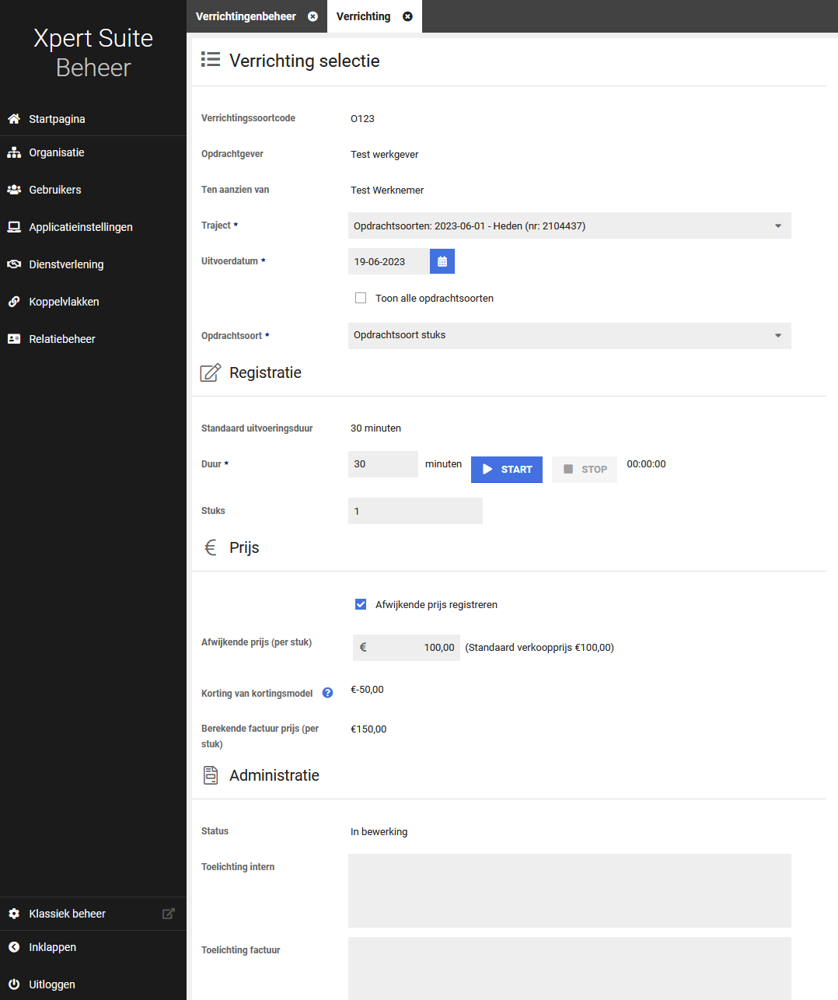 Xpert Suite
Beheer
Startpagina
Organisatie
Gebruikers
Applicatieinstellingen
Dienstverlening
Koppelvlakken
Relatiebeheer
Klassiek beheer
Inklappen
Uitloggen
Verrichtingenbeheer Verrichting
Verrichting selectie
Verrichtingssoortcode O123
Opdrachtgever Test werkgever
Ten aanzien van Test Werknemer
Traject * Opdrachtsoorten: 2023-06-01 - Heden (nr: 2104437)
Uitvoerdatum * 19-06-2023
Toon alle opdrachtsoorten
Opdrachtsoort * Opdrachtsoort stuks
Registratie
Standaard uitvoeringsduur 30 minuten
Duur * 30 minuten START STOP 00:00:00
Stuks 1
€ Prijs
Afwijkende prijs registreren
Afwijkende prijs (per stuk) € 100,00 (Standaard verkoopprijs €100,00)
Korting van kortingsmodel ? €-50,00
Berekende factuur prijs (per €150,00
stuk)
Administratie
Status In bewerking
Toelichting intern
Toelichting factuur